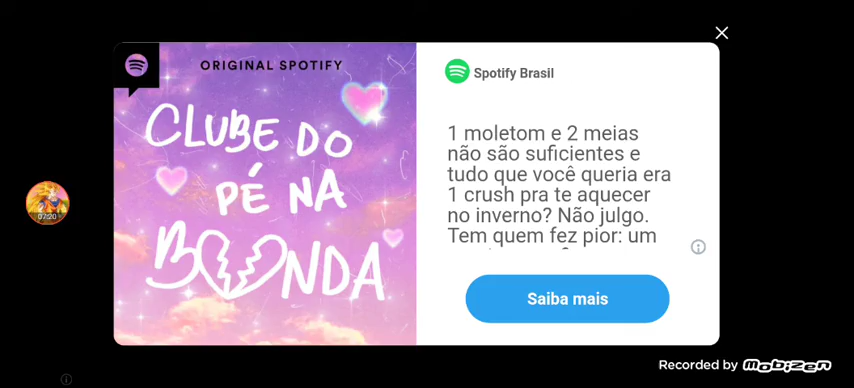 ORIGINAL SPOTIFY
CLUBE DO
PÉ NA
BUNDA
Spotify Brasil
1 moletom e 2 meias
não são suficientes e
tudo que você queria era
1 crush pra te aquecer
no inverno? Não julgo.
Tem quem fez pior: um
Saiba mais
07:20
Recorded by mobizen